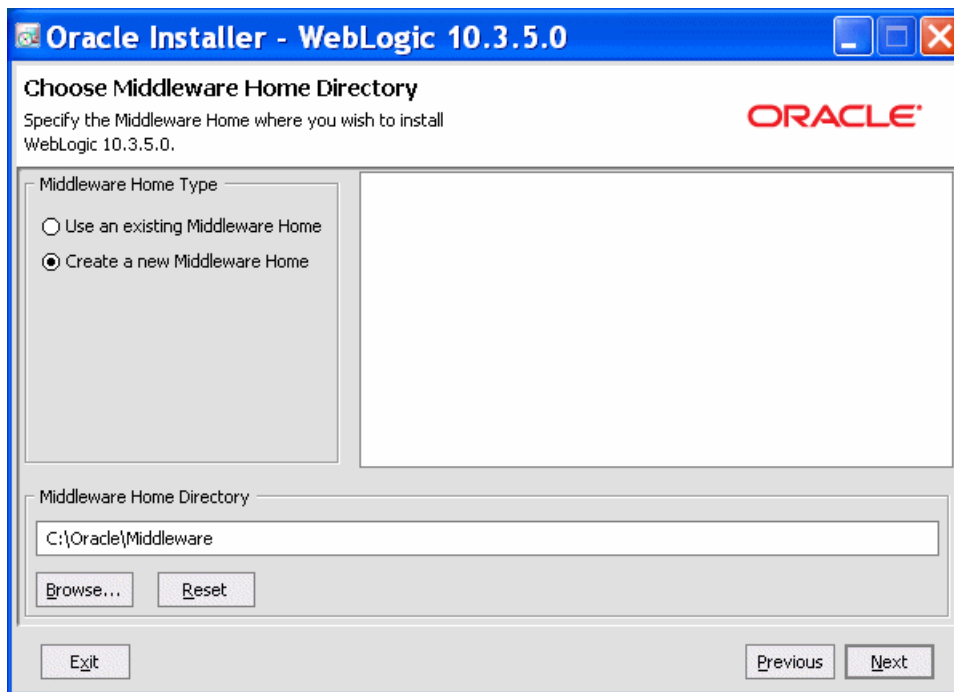 Oracle Installer - WebLogic 10.3.5.0
Choose Middleware Home Directory
Specify the Middleware Home where you wish to install
WebLogic 10.3.5.0.
ORACLE
Middleware Home Type
Use an existing Middleware Home
Create a new Middleware Home
Middleware Home Directory
C:\Oracle\Middleware
Browse...
Reset
Exit
Previous
Next